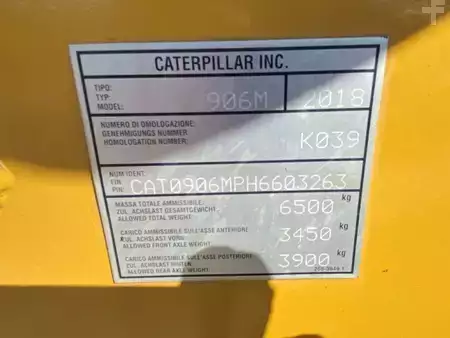 CATERPILLAR INC.
TIPO:
TYP:
MODEL:
906M
2018
NUMERO DI OMOLOGAZIONE:
GENEHMIGUNGS NUMMER:
HOMOLOGATION NUMBER:
K039
NUM IDENT:
EIN
PIN:
CAT0906MPH6603263
MASSA TOTALE AMMISSIBILE
ZUL. ACHSLAST GESAMTGEWICHT
ALLOWED TOTAL WEIGHT
6500 kg
CARICO AMMISSIBILE SULL'ASSE ANTERIORE
ZUL. ACHSLAST VORN
ALLOWED FRONT AXLE WEIGHT
3450 kg
CARICO AMMISSIBILE SULL'ASSE POSTERIORE
ZUL. ACHSLAST HINTEN
ALLOWED REAR AXLE WEIGHT
3900 kg